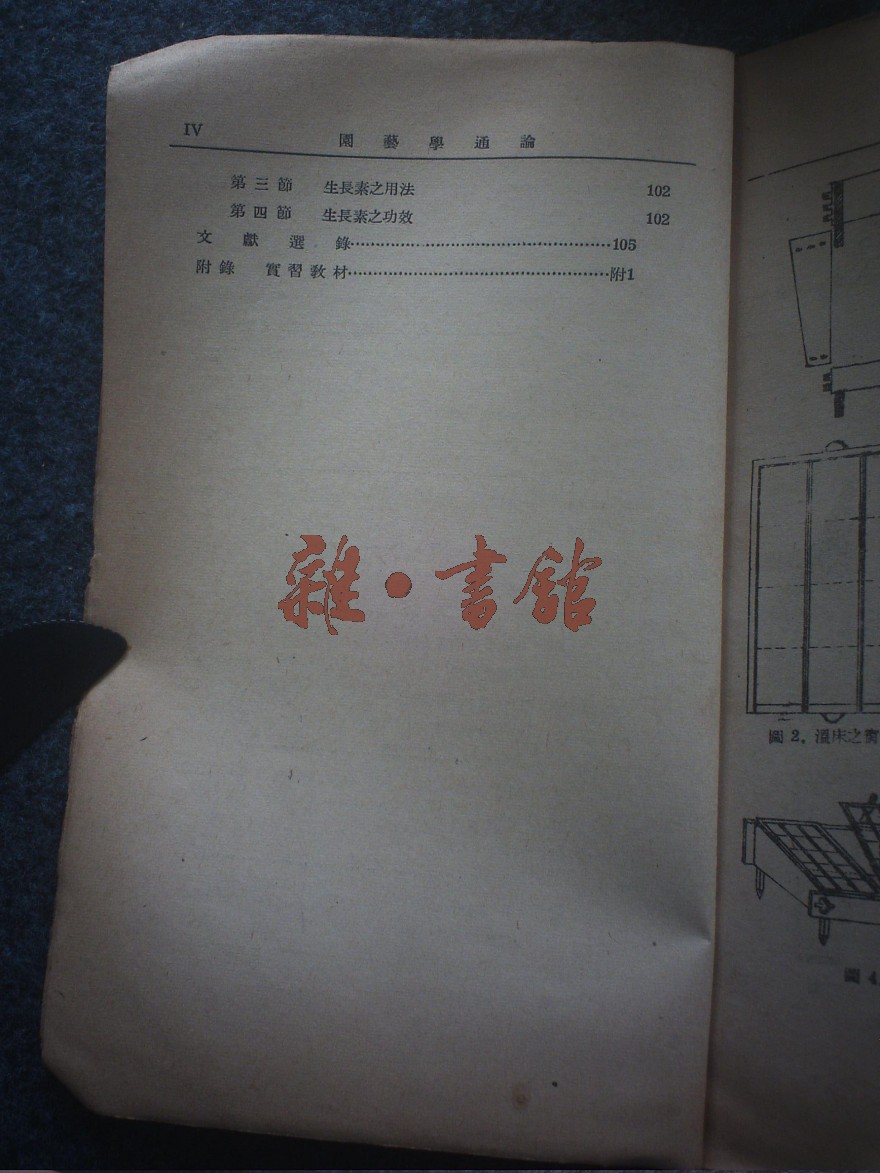 IV
園藝學通論
第三節 生長素之用法 102
第四節 生長素之功效 102
文獻選錄………………………………………105
附錄 實習教材………………………………………附1
雜·書館
圖 2. 溫床之窗
圖 4